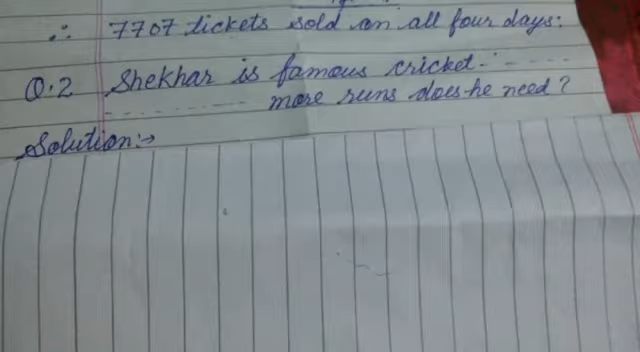 ∴ 7707 tickets sold on all four days.
Q.2 Shekhar is famous cricket - - - - -
- - - - - - - - more runs does he need?
Solution:→